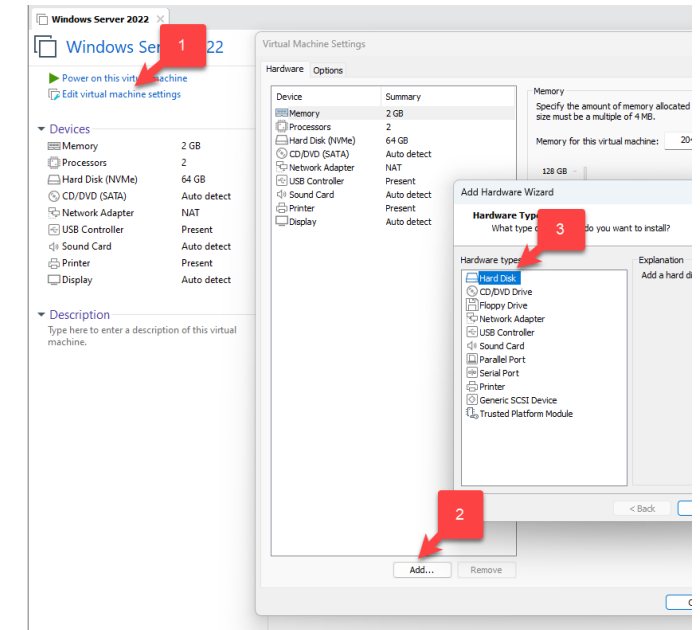 Windows Server 2022
Windows Ser 22
1
Power on this virtual machine
Edit virtual machine settings
Devices
Memory 2 GB
Processors 2
Hard Disk (NVMe) 64 GB
CD/DVD (SATA) Auto detect
Network Adapter NAT
USB Controller Present
Sound Card Auto detect
Printer Present
Display Auto detect
Description
Type here to enter a description of this virtual
machine.
Virtual Machine Settings
Hardware Options
Device Summary
Memory 2 GB
Processors 2
Hard Disk (NVMe) 64 GB
CD/DVD (SATA) Auto detect
Network Adapter NAT
USB Controller Present
Sound Card Auto detect
Printer Present
Display Auto detect
Add... Remove
2
Memory
Specify the amount of memory allocated
size must be a multiple of 4 MB.
Memory for this virtual machine: 20
128 GB
Add Hardware Wizard
Hardware Typ
What type do you want to install?
3
Hardware types
Hard Disk
CD/DVD Drive
Floppy Drive
Network Adapter
USB Controller
Sound Card
Parallel Port
Serial Port
Printer
Generic SCSI Device
Trusted Platform Module
Explanation
Add a hard di
< Back